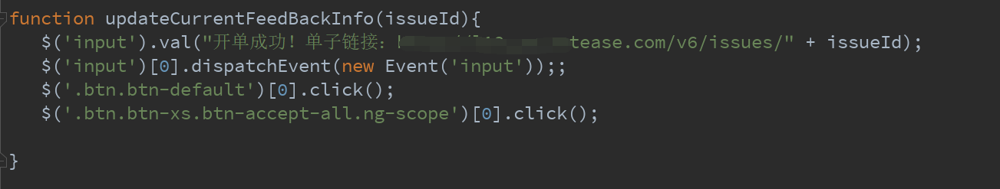 function updateCurrentFeedBackInfo(issueId){
$('input').val("开单成功！单子链接：tease.com/v6/issues/" + issueId);
$('input')[0].dispatchEvent(new Event('input'));;
$('.btn.btn-default')[0].click();
$('.btn.btn-xs.btn-accept-all.ng-scope')[0].click();
}